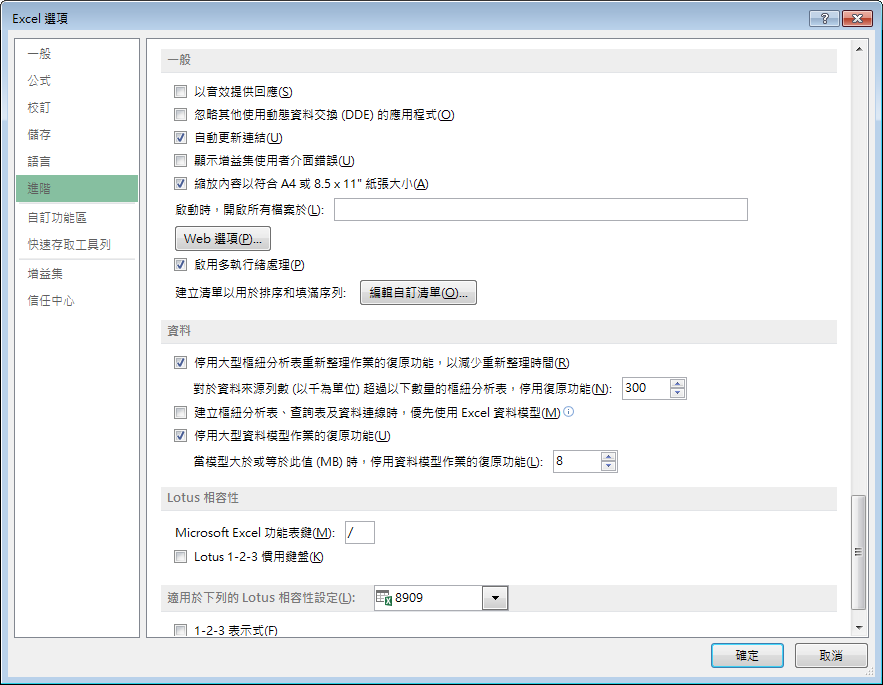 Excel 選項
一般
公式
校訂
儲存
語言
進階
自訂功能區
快速存取工具列
增益集
信任中心
一般
以音效提供回應(S)
忽略其他使用動態資料交換 (DDE) 的應用程式(O)
自動更新連結(U)
顯示增益集使用者介面錯誤(U)
縮放內容以符合 A4 或 8.5 x 11" 紙張大小(A)
啟動時，開啟所有檔案於(L):
Web 選項(P)...
啟用多執行緒處理(P)
建立清單以用於排序和填滿序列:
編輯自訂清單(O)...
資料
停用大型樞紐分析表重新整理作業的復原功能，以減少重新整理時間(R)
對於資料來源列數 (以千為單位) 超過以下數量的樞紐分析表，停用復原功能(N): 300
建立樞紐分析表、查詢表及資料連線時，優先使用 Excel 資料模型(M)
停用大型資料模型作業的復原功能(U)
當模型大於或等於此值 (MB) 時，停用資料模型作業的復原功能(L): 8
Lotus 相容性
Microsoft Excel 功能表鍵(M): /
Lotus 1-2-3 慣用鍵盤(K)
適用於下列的 Lotus 相容性設定(L): 8909
1-2-3 表示式(F)
確定
取消